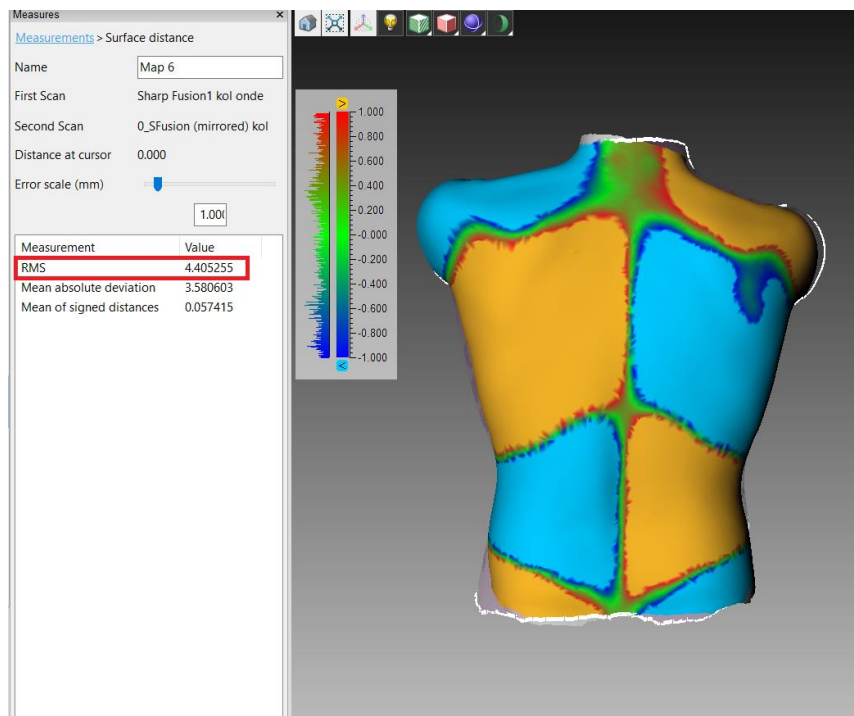 Measures ×
Measurements > Surface distance
Name Map 6
First Scan Sharp Fusion1 kol onde
Second Scan 0_SFusion (mirrored) kol
Distance at cursor 0.000
Error scale (mm)
1.00(
Measurement Value
RMS 4.405255
Mean absolute deviation 3.580603
Mean of signed distances 0.057415
>
1.000
0.800
0.600
0.400
0.200
-0.000
-0.200
-0.400
-0.600
-0.800
-1.000
<